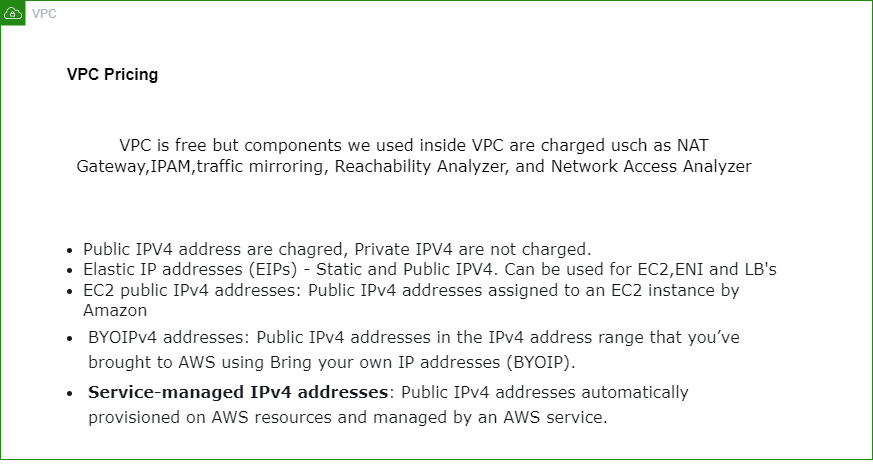 VPC
VPC Pricing
VPC is free but components we used inside VPC are charged usch as NAT
Gateway,IPAM,traffic mirroring, Reachability Analyzer, and Network Access Analyzer
• Public IPV4 address are chagred, Private IPV4 are not charged.
• Elastic IP addresses (EIPs) - Static and Public IPV4. Can be used for EC2,ENI and LB's
• EC2 public IPv4 addresses: Public IPv4 addresses assigned to an EC2 instance by
Amazon
• BYOIPv4 addresses: Public IPv4 addresses in the IPv4 address range that you’ve
brought to AWS using Bring your own IP addresses (BYOIP).
• Service-managed IPv4 addresses: Public IPv4 addresses automatically
provisioned on AWS resources and managed by an AWS service.